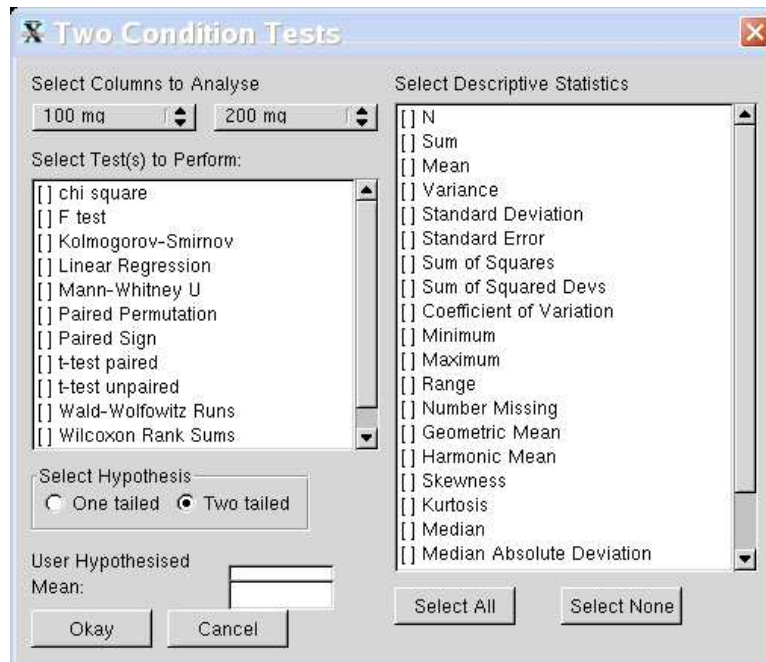 Two Condition Tests
Select Columns to Analyse
100 mg
200 mg
Select Test(s) to Perform:
[ ] chi square
[ ] F test
[ ] Kolmogorov-Smirnov
[ ] Linear Regression
[ ] Mann-Whitney U
[ ] Paired Permutation
[ ] Paired Sign
[ ] t-test paired
[ ] t-test unpaired
[ ] Wald-Wolfowitz Runs
[ ] Wilcoxon Rank Sums
Select Hypothesis
One tailed
Two tailed
User Hypothesised
Mean:
Okay
Cancel
Select Descriptive Statistics
[ ] N
[ ] Sum
[ ] Mean
[ ] Variance
[ ] Standard Deviation
[ ] Standard Error
[ ] Sum of Squares
[ ] Sum of Squared Devs
[ ] Coefficient of Variation
[ ] Minimum
[ ] Maximum
[ ] Range
[ ] Number Missing
[ ] Geometric Mean
[ ] Harmonic Mean
[ ] Skewness
[ ] Kurtosis
[ ] Median
[ ] Median Absolute Deviation
Select All
Select None